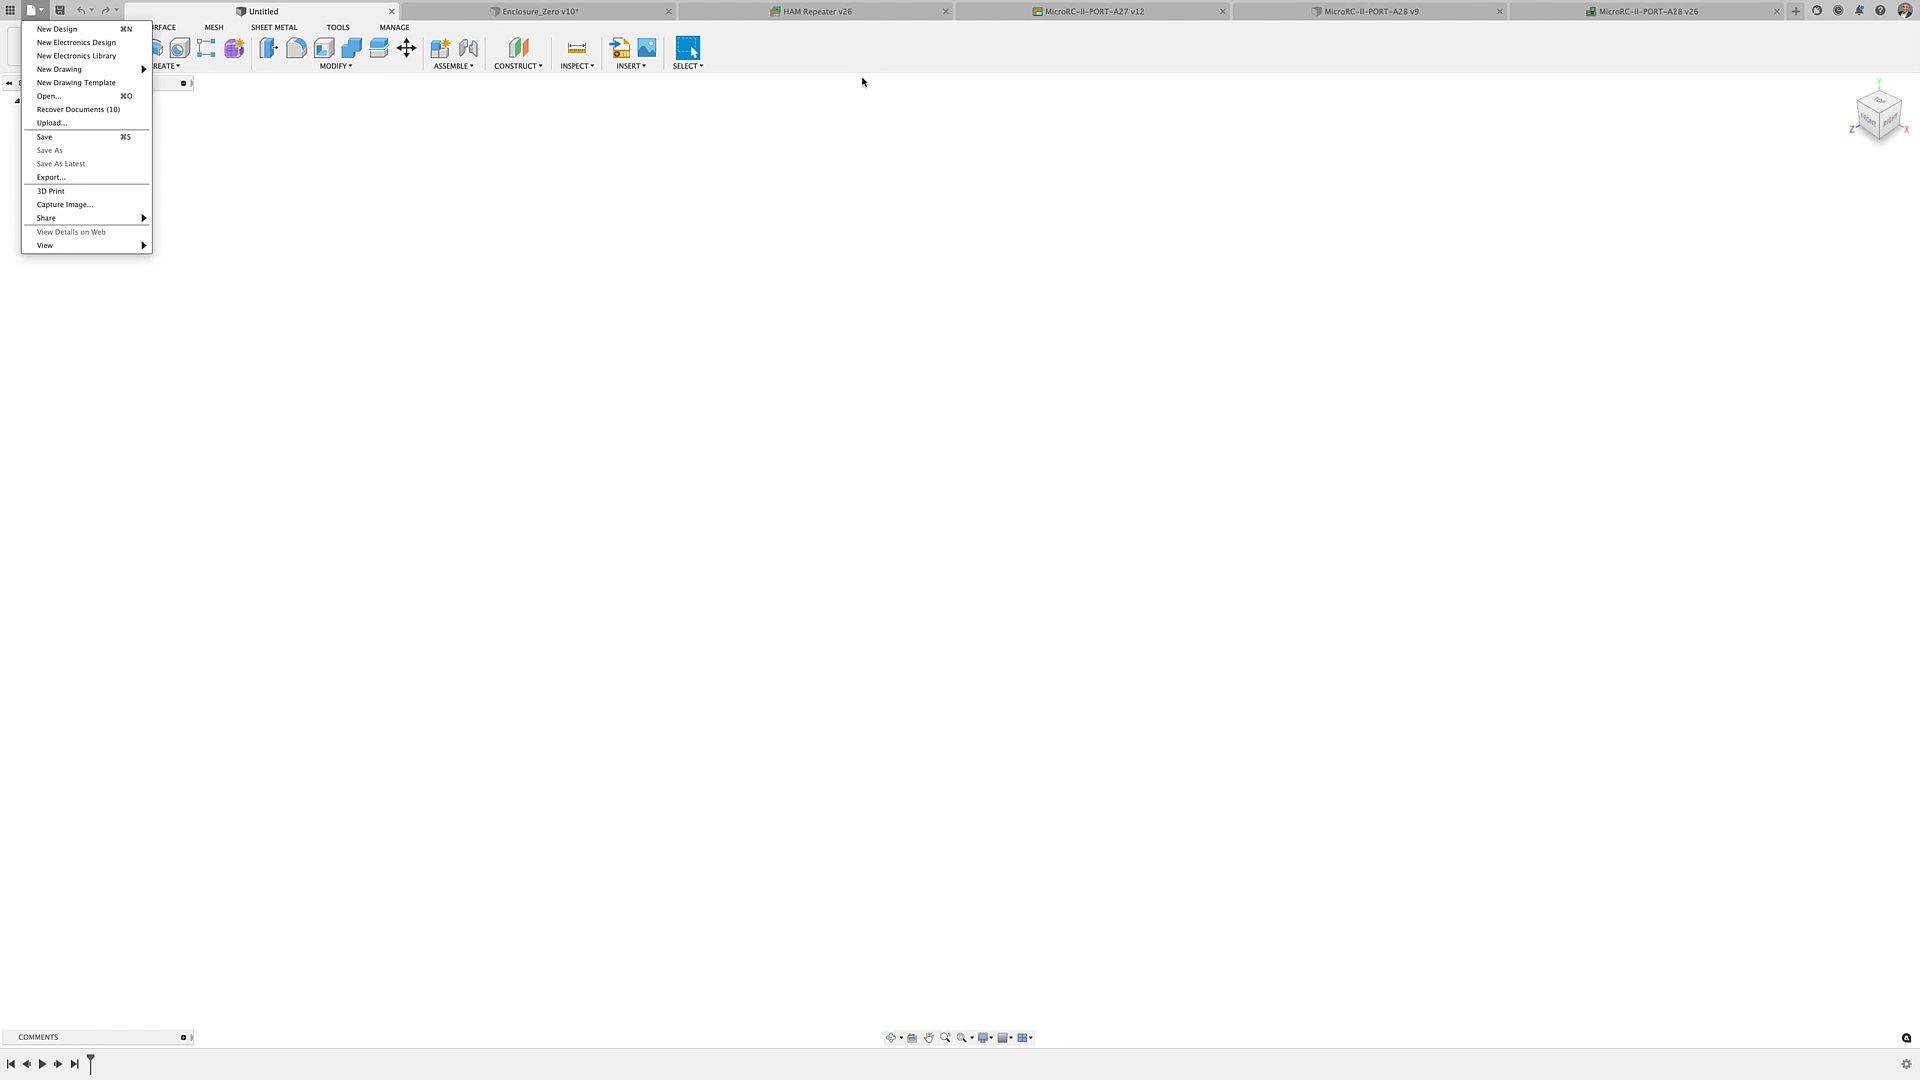 Untitled
Enclosure_Zero v10*
HAM Repeater v26
MicroRC-II-PORT-A27 v12
MicroRC-II-PORT-A28 v9
MicroRC-II-PORT-A28 v26
New Design ⌘N
New Electronics Design
New Electronics Library
New Drawing
New Drawing Template
Open... ⌘O
Recover Documents (10)
Upload...
Save ⌘S
Save As
Save As Latest
Export...
3D Print
Capture Image...
Share
View Details on Web
View
RFACE
MESH
SHEET METAL
TOOLS
MANAGE
REATE
MODIFY
ASSEMBLE
CONSTRUCT
INSPECT
INSERT
SELECT
Y
TOP
FRONT
RIGHT
Z
X
COMMENTS